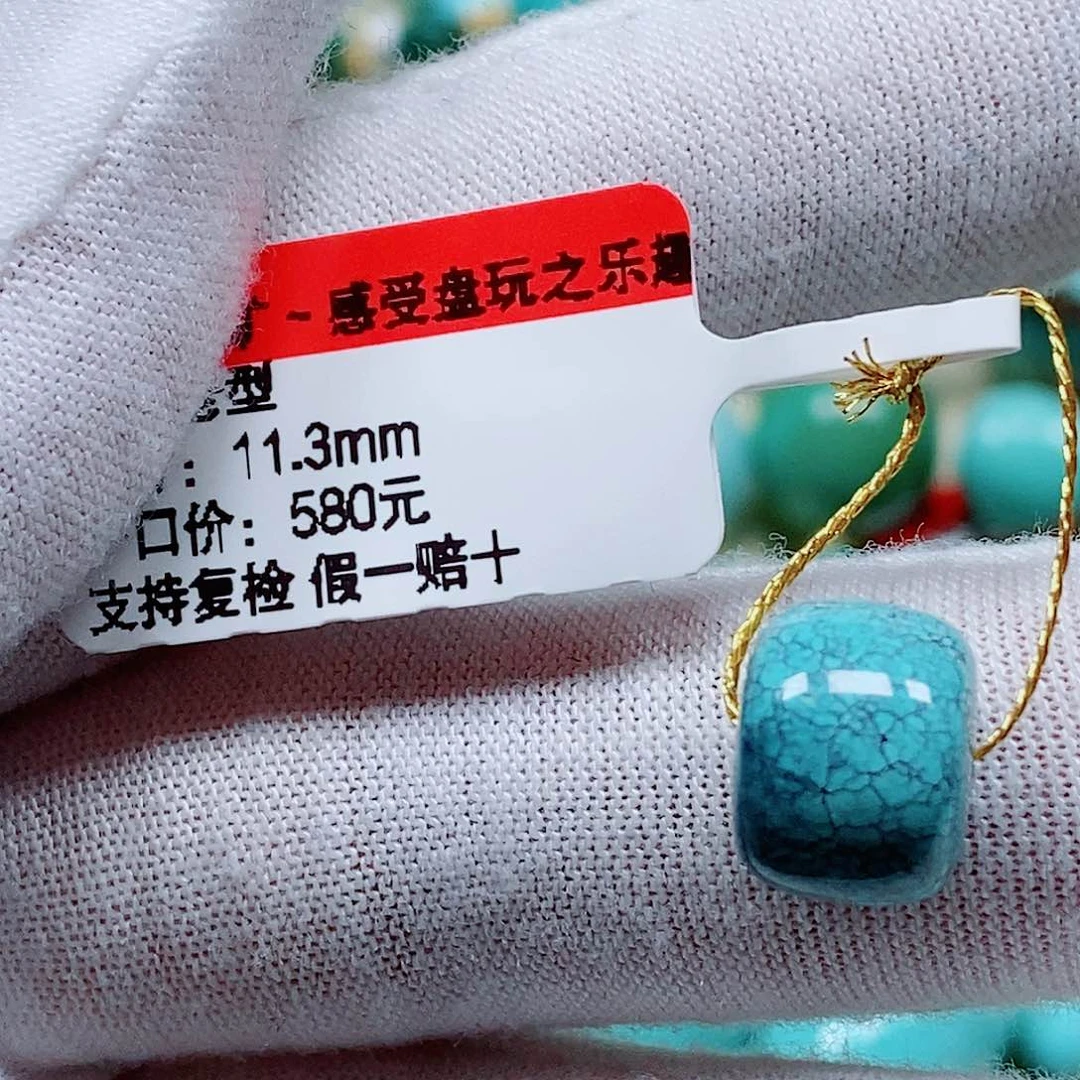 - 感受盘玩之乐趣
型
: 11.3mm
口价: 580元
支持复检 假一赔十